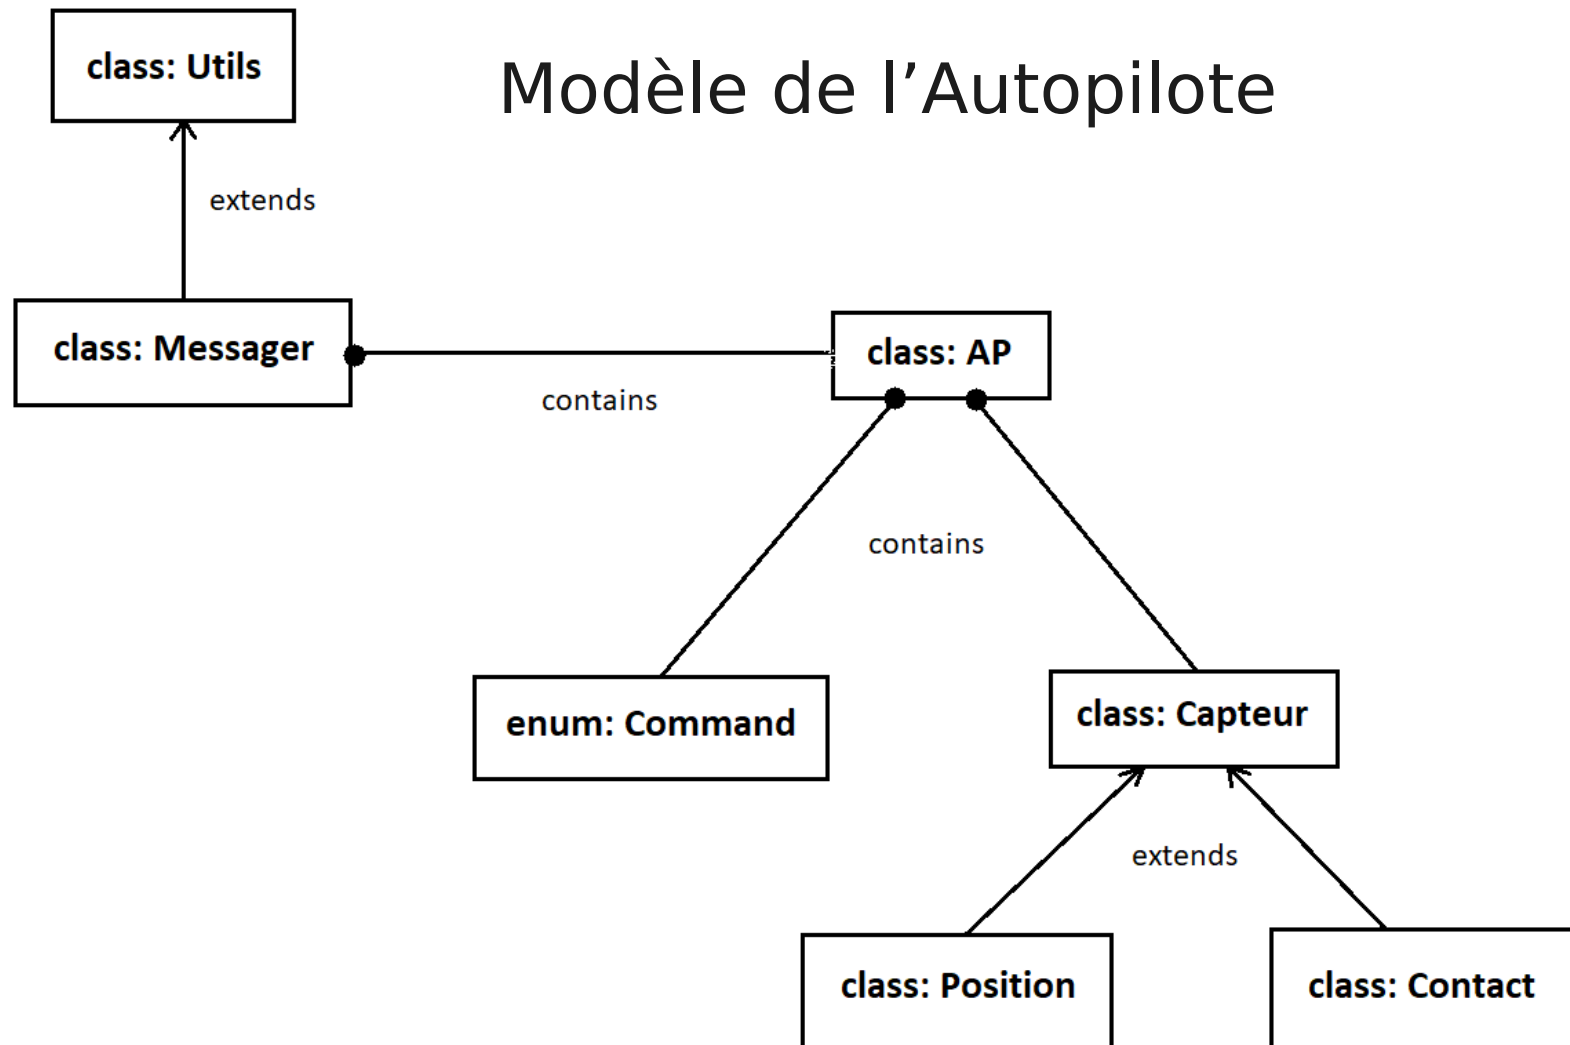 class: Utils
Modèle de l’Autopilote
extends
class: Messager
class: AP
contains
contains
enum: Command
class: Capteur
extends
class: Position
class: Contact